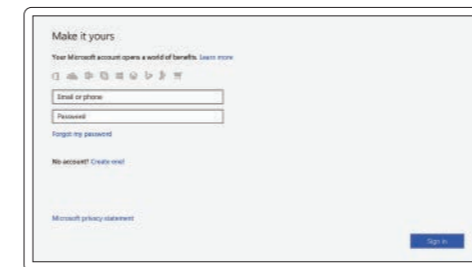 Make it yours
Your Microsoft account opens a world of benefits. Learn more
Email or phone
Password
Forgot my password
No account? Create one!
Microsoft privacy statement
Sign in